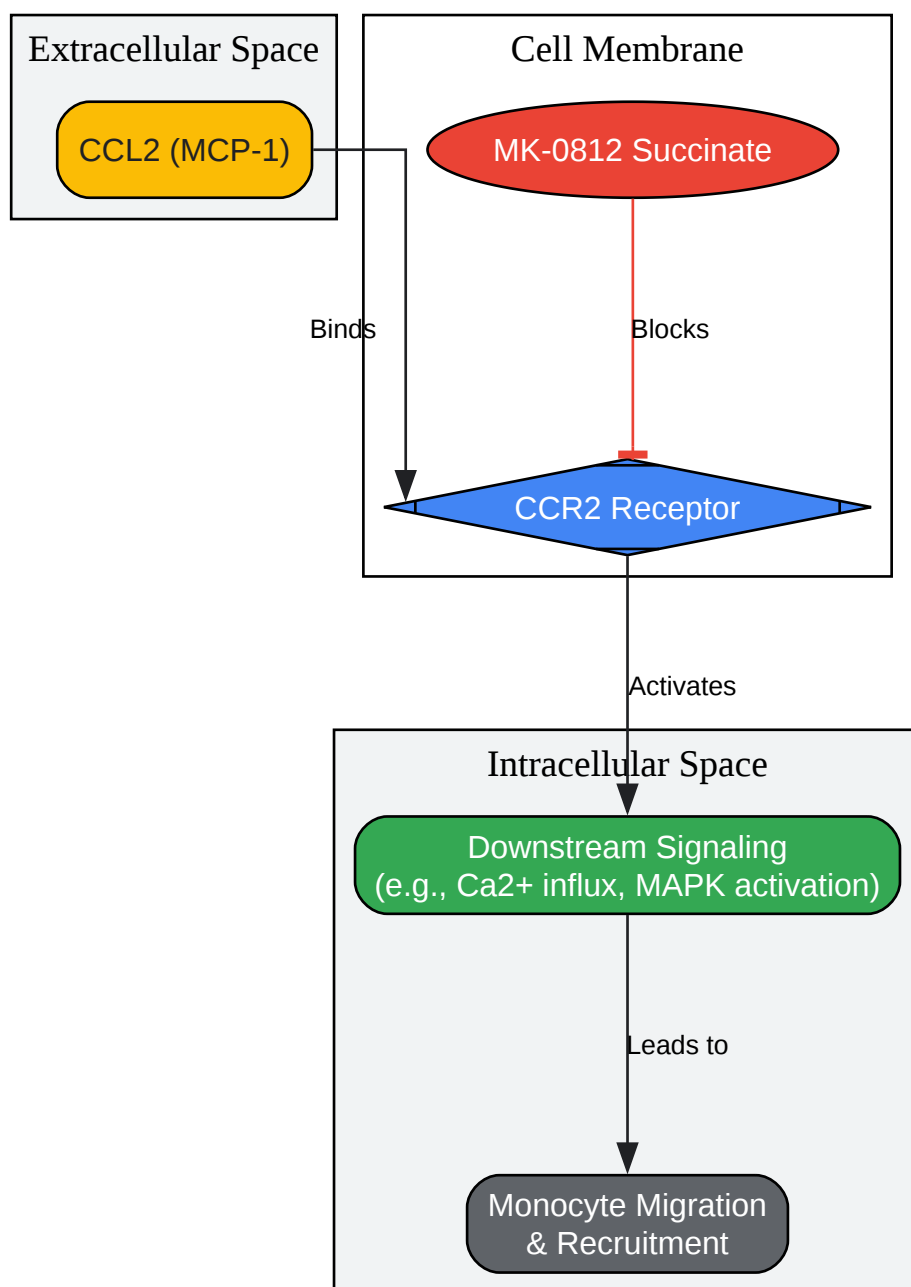 Extracellular Space
Cell Membrane
CCL2 (MCP-1)
MK-0812 Succinate
Binds
Blocks
CCR2 Receptor
Activates
Intracellular Space
Downstream Signaling
(e.g., Ca2+ influx, MAPK activation)
Leads to
Monocyte Migration
& Recruitment